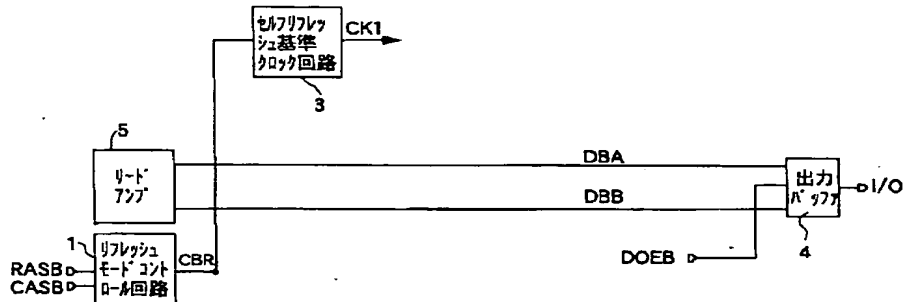 セルフリフレッ
シュ基準
クロック回路
CK1
3
5
リード
アンプ
DBA
DBB
出力
バッファ
I/O
4
DOEB
1
リフレッシュ
モードコント
ロール回路
CBR
RASB
CASB